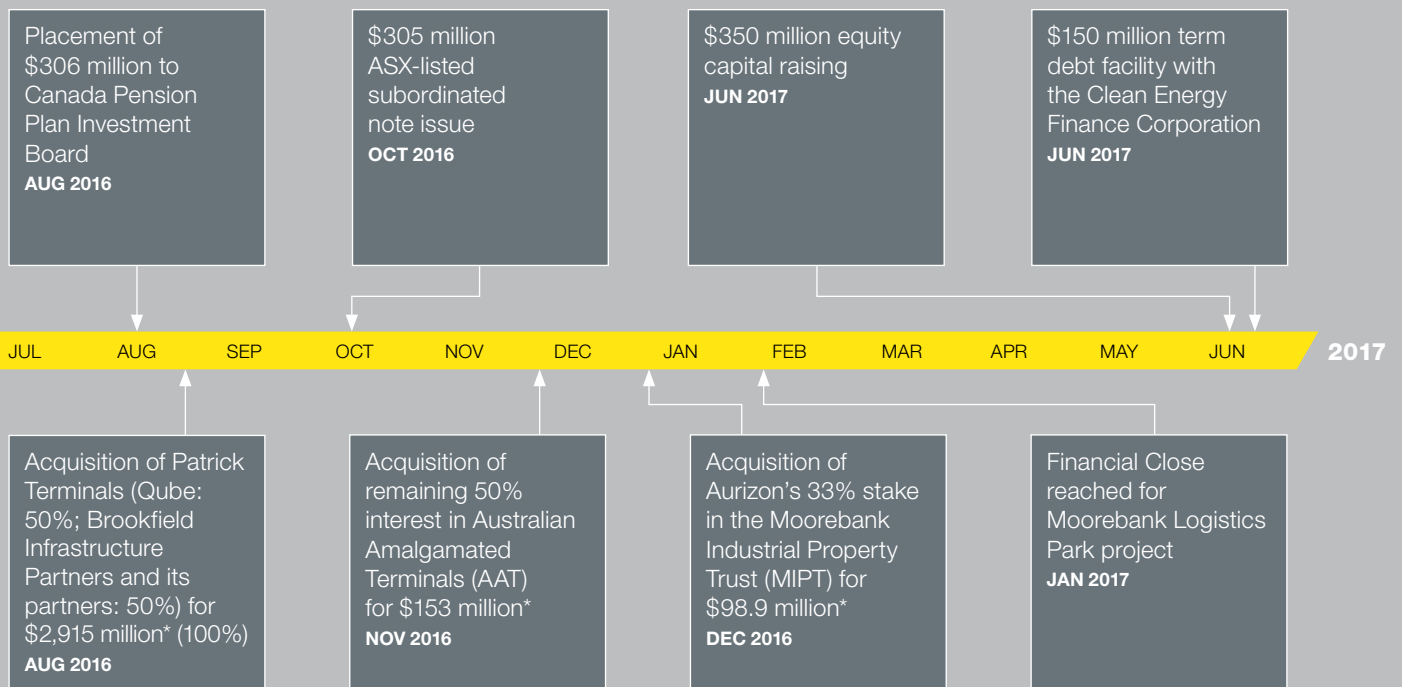 Placement of
$306 million to
Canada Pension
Plan Investment
Board
AUG 2016
$305 million
ASX-listed
subordinated
note issue
OCT 2016
$350 million equity
capital raising
JUN 2017
$150 million term
debt facility with
the Clean Energy
Finance Corporation
JUN 2017
JUL AUG SEP OCT NOV DEC JAN FEB MAR APR MAY JUN 2017
Acquisition of Patrick
Terminals (Qube:
50%; Brookfield
Infrastructure
Partners and its
partners: 50%) for
$2,915 million* (100%)
AUG 2016
Acquisition of
remaining 50%
interest in Australian
Amalgamated
Terminals (AAT)
for $153 million*
NOV 2016
Acquisition of
Aurizon's 33% stake
in the Moorebank
Industrial Property
Trust (MIPT) for
$98.9 million*
DEC 2016
Financial Close
reached for
Moorebank Logistics
Park project
JAN 2017